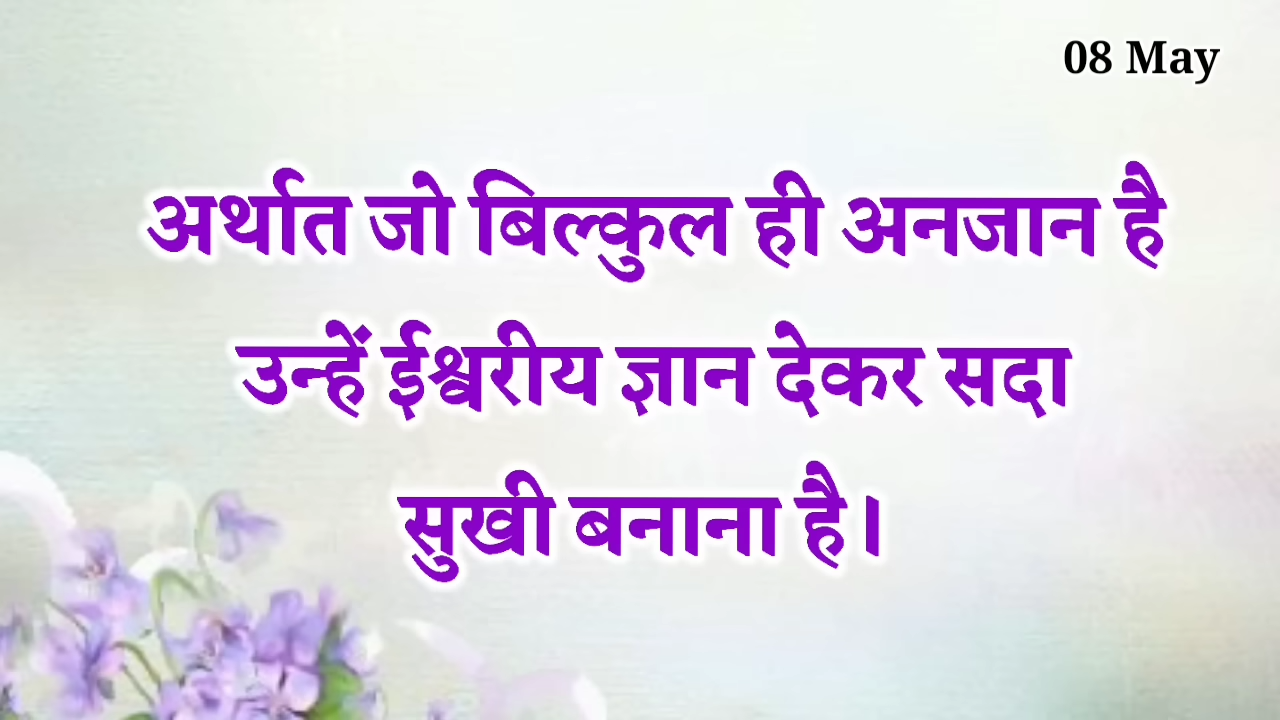 08 May
अर्थात जो बिल्कुल ही अनजान है
उन्हें ईश्वरीय ज्ञान देकर सदा
सुखी बनाना है।